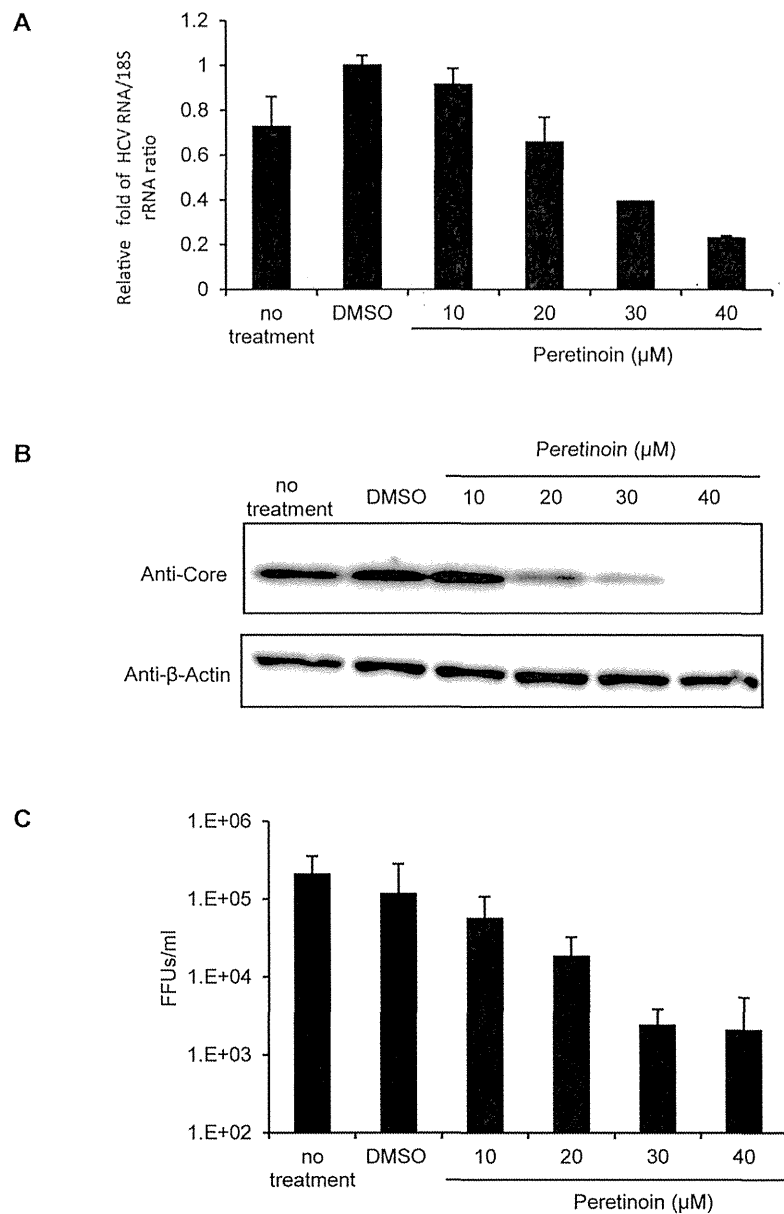 A
Relative fold of HCV RNA/18S
rRNA ratio
1.2
1
0.8
0.6
0.4
0.2
0
no
treatment
DMSO
10
20
30
40
Peretinoin (µM)
B
Peretinoin (µM)
no
treatment
DMSO
10
20
30
40
Anti-Core
Anti-β-Actin
C
FFUs/ml
1.E+06
1.E+05
1.E+04
1.E+03
1.E+02
no
treatment
DMSO
10
20
30
40
Peretinoin (µM)